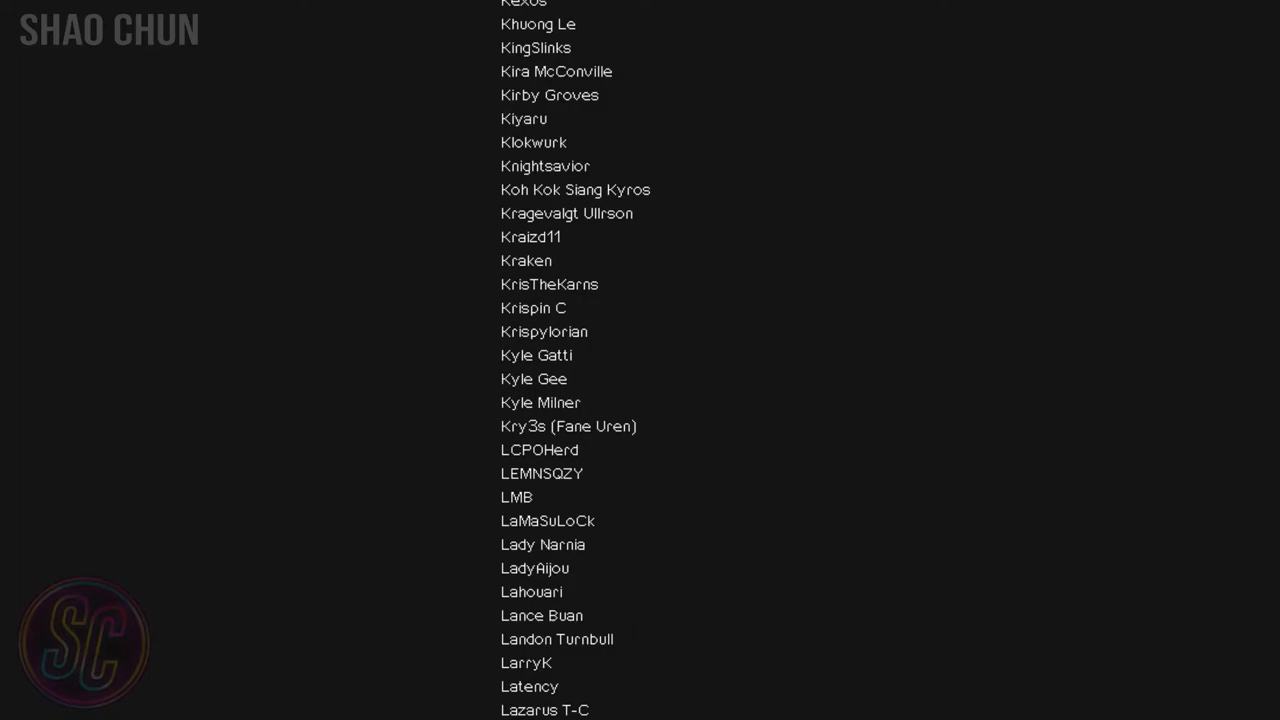 SHAO CHUN
Kexos
Khuong Le
KingSlinks
Kira McConville
Kirby Groves
Kiyaru
Klokwurk
Knightsavior
Koh Kok Siang Kyros
Kragevalgt Ullrson
Kraizd11
Kraken
KrisTheKarns
Krispin C
Krispylorian
Kyle Gatti
Kyle Gee
Kyle Milner
Kry3s (Fane Uren)
LCPOHerd
LEMNSQZY
LMB
LaMaSuLoCk
Lady Narnia
LadyAijou
Lahouari
Lance Buan
Landon Turnbull
LarryK
Latency
Lazarus T-C
SC